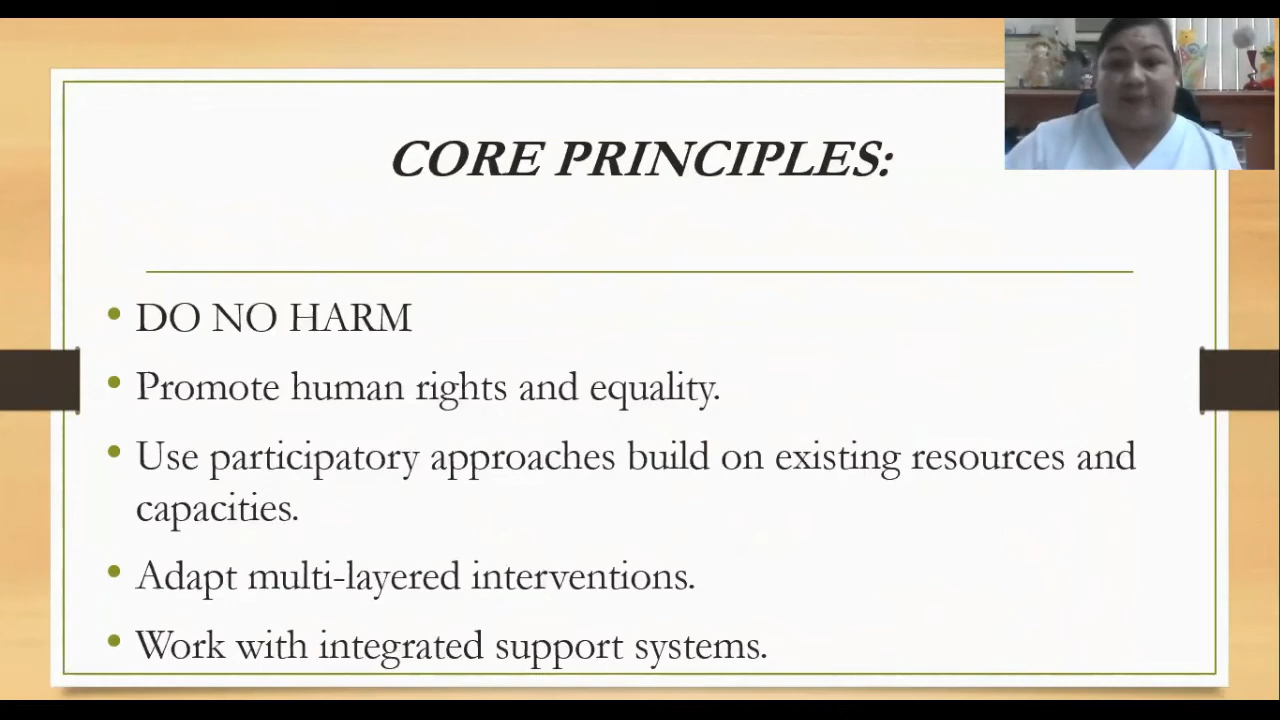 CORE PRINCIPLES:
• DO NO HARM
• Promote human rights and equality.
• Use participatory approaches build on existing resources and
capacities.
• Adapt multi-layered interventions.
• Work with integrated support systems.